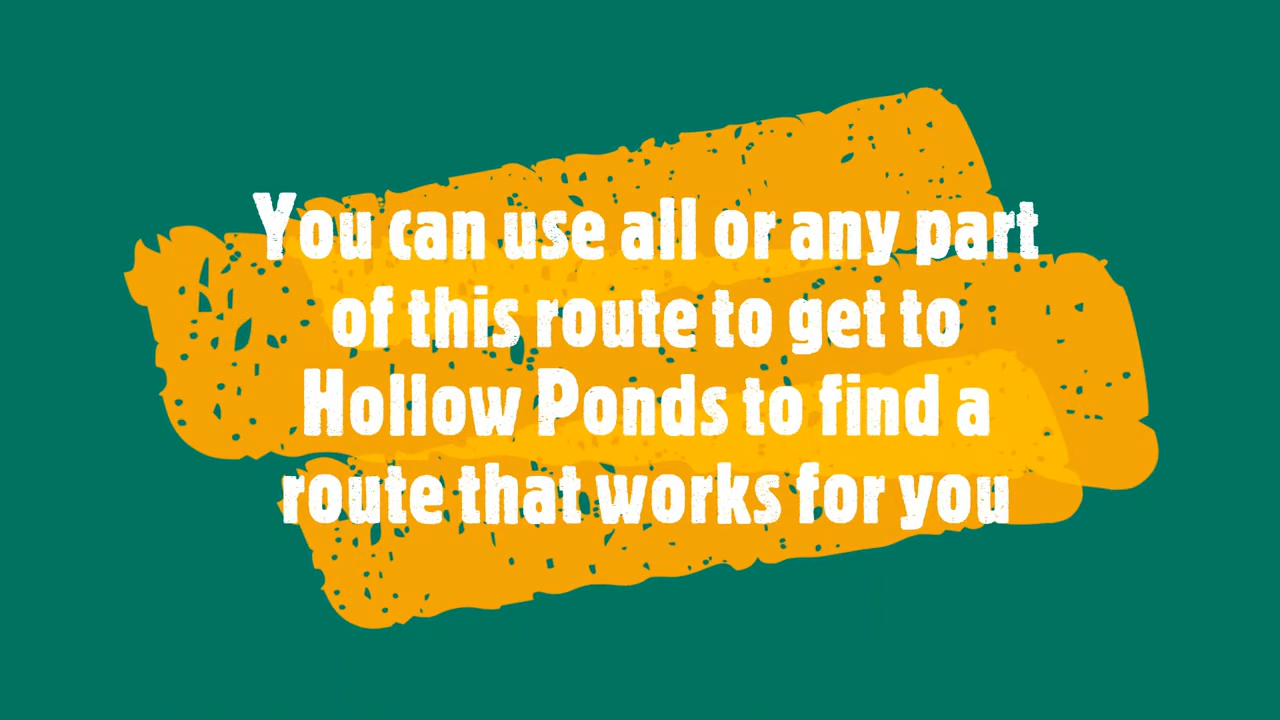 You can use all or any part
of this route to get to
Hollow Ponds to find a
route that works for you